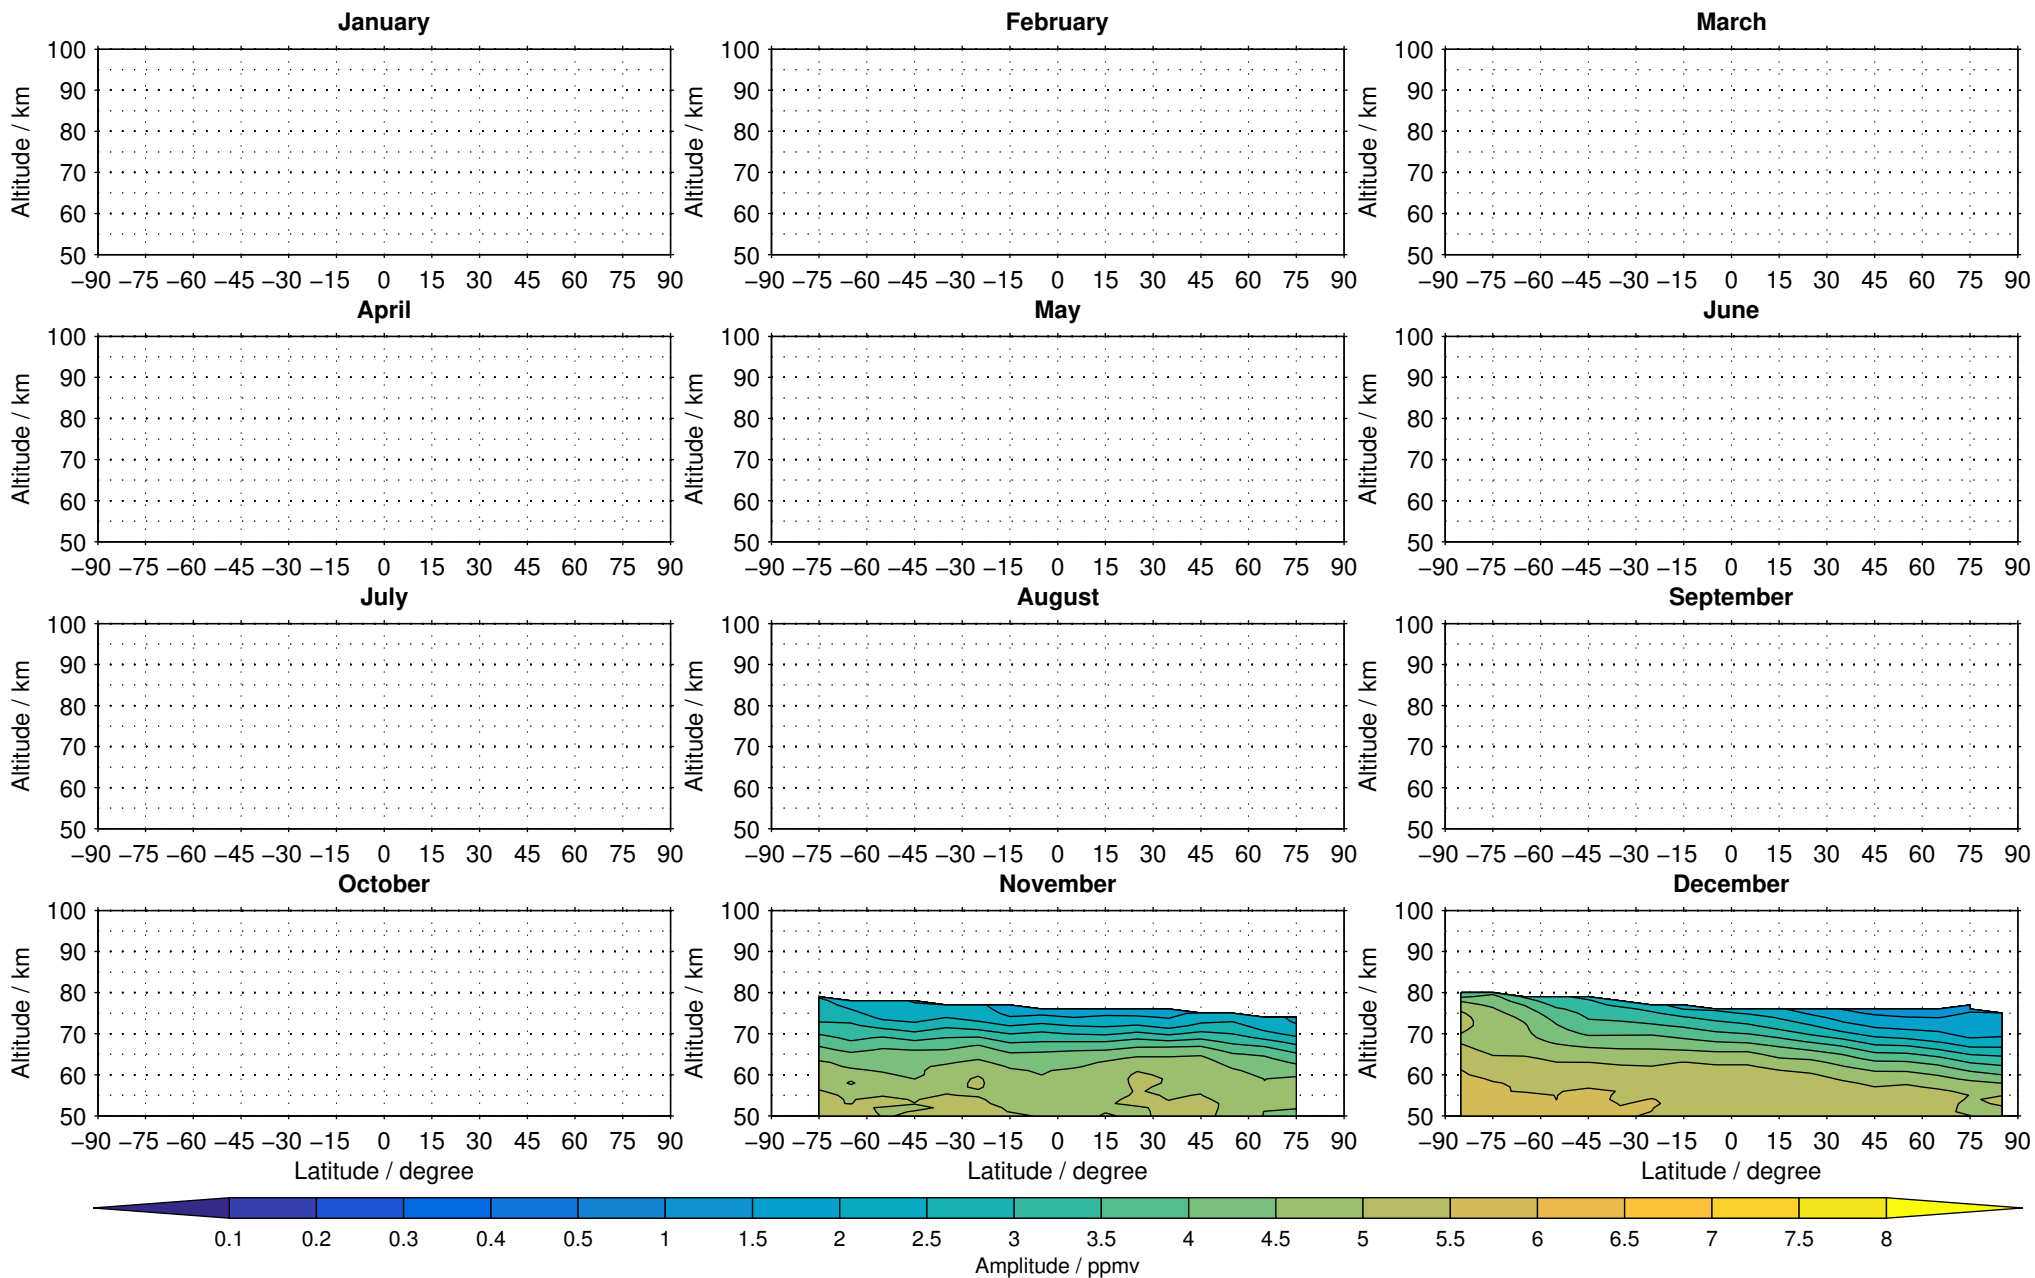 January February March
100 100 100
90 90 90
80 80 80
70 70 70
60 60 60
50 50 50
Altitude / km Altitude / km Altitude / km
−90 −75 −60 −45 −30 −15 0 15 30 45 60 75 90 −90 −75 −60 −45 −30 −15 0 15 30 45 60 75 90 −90 −75 −60 −45 −30 −15 0 15 30 45 60 75 90
April May June
100 100 100
90 90 90
80 80 80
70 70 70
60 60 60
50 50 50
Altitude / km Altitude / km Altitude / km
−90 −75 −60 −45 −30 −15 0 15 30 45 60 75 90 −90 −75 −60 −45 −30 −15 0 15 30 45 60 75 90 −90 −75 −60 −45 −30 −15 0 15 30 45 60 75 90
July August September
100 100 100
90 90 90
80 80 80
70 70 70
60 60 60
50 50 50
Altitude / km Altitude / km Altitude / km
−90 −75 −60 −45 −30 −15 0 15 30 45 60 75 90 −90 −75 −60 −45 −30 −15 0 15 30 45 60 75 90 −90 −75 −60 −45 −30 −15 0 15 30 45 60 75 90
October November December
100 100 100
90 90 90
80 80 80
70 70 70
60 60 60
50 50 50
Altitude / km Altitude / km Altitude / km
−90 −75 −60 −45 −30 −15 0 15 30 45 60 75 90 −90 −75 −60 −45 −30 −15 0 15 30 45 60 75 90 −90 −75 −60 −45 −30 −15 0 15 30 45 60 75 90
Latitude / degree Latitude / degree Latitude / degree
0.1 0.2 0.3 0.4 0.5 1 1.5 2 2.5 3 3.5 4 4.5 5 5.5 6 6.5 7 7.5 8
Amplitude / ppmv